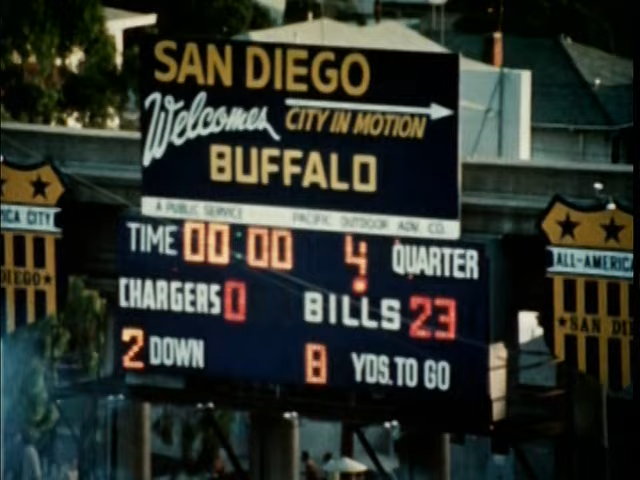 SAN DIEGO
Welcomes CITY IN MOTION
BUFFALO
A PUBLIC SERVICE PACIFIC OUTDOOR ADV. CO.
TIME 00:00 4 QUARTER
CHARGERS 0 BILLS 23
2 DOWN 8 YDS. TO GO
ICA CITY
DIEGO
ALL-AMERICA
SAN DI